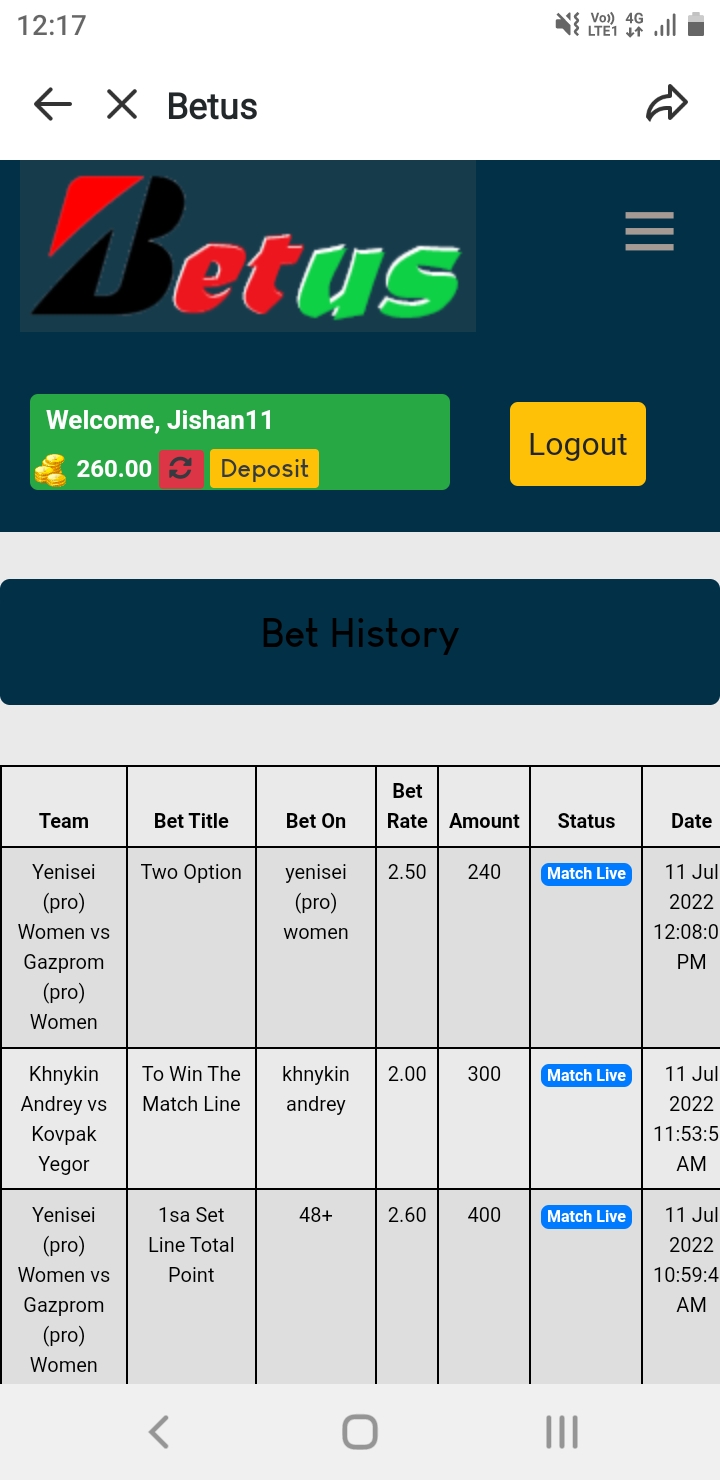 12:17
Vo)) 4G
LTE1
Betus
Betus
Welcome, Jishan11
260.00 Deposit
Logout
Bet History
Team Bet Title Bet On Bet Rate Amount Status Date
Yenisei (pro) Women vs Gazprom (pro) Women Two Option yenisei (pro) women 2.50 240 Match Live 11 Jul 2022 12:08:0 PM
Khnykin Andrey vs Kovpak Yegor To Win The Match Line khnykin andrey 2.00 300 Match Live 11 Jul 2022 11:53:5 AM
Yenisei (pro) Women vs Gazprom (pro) Women 1sa Set Line Total Point 48+ 2.60 400 Match Live 11 Jul 2022 10:59:4 AM